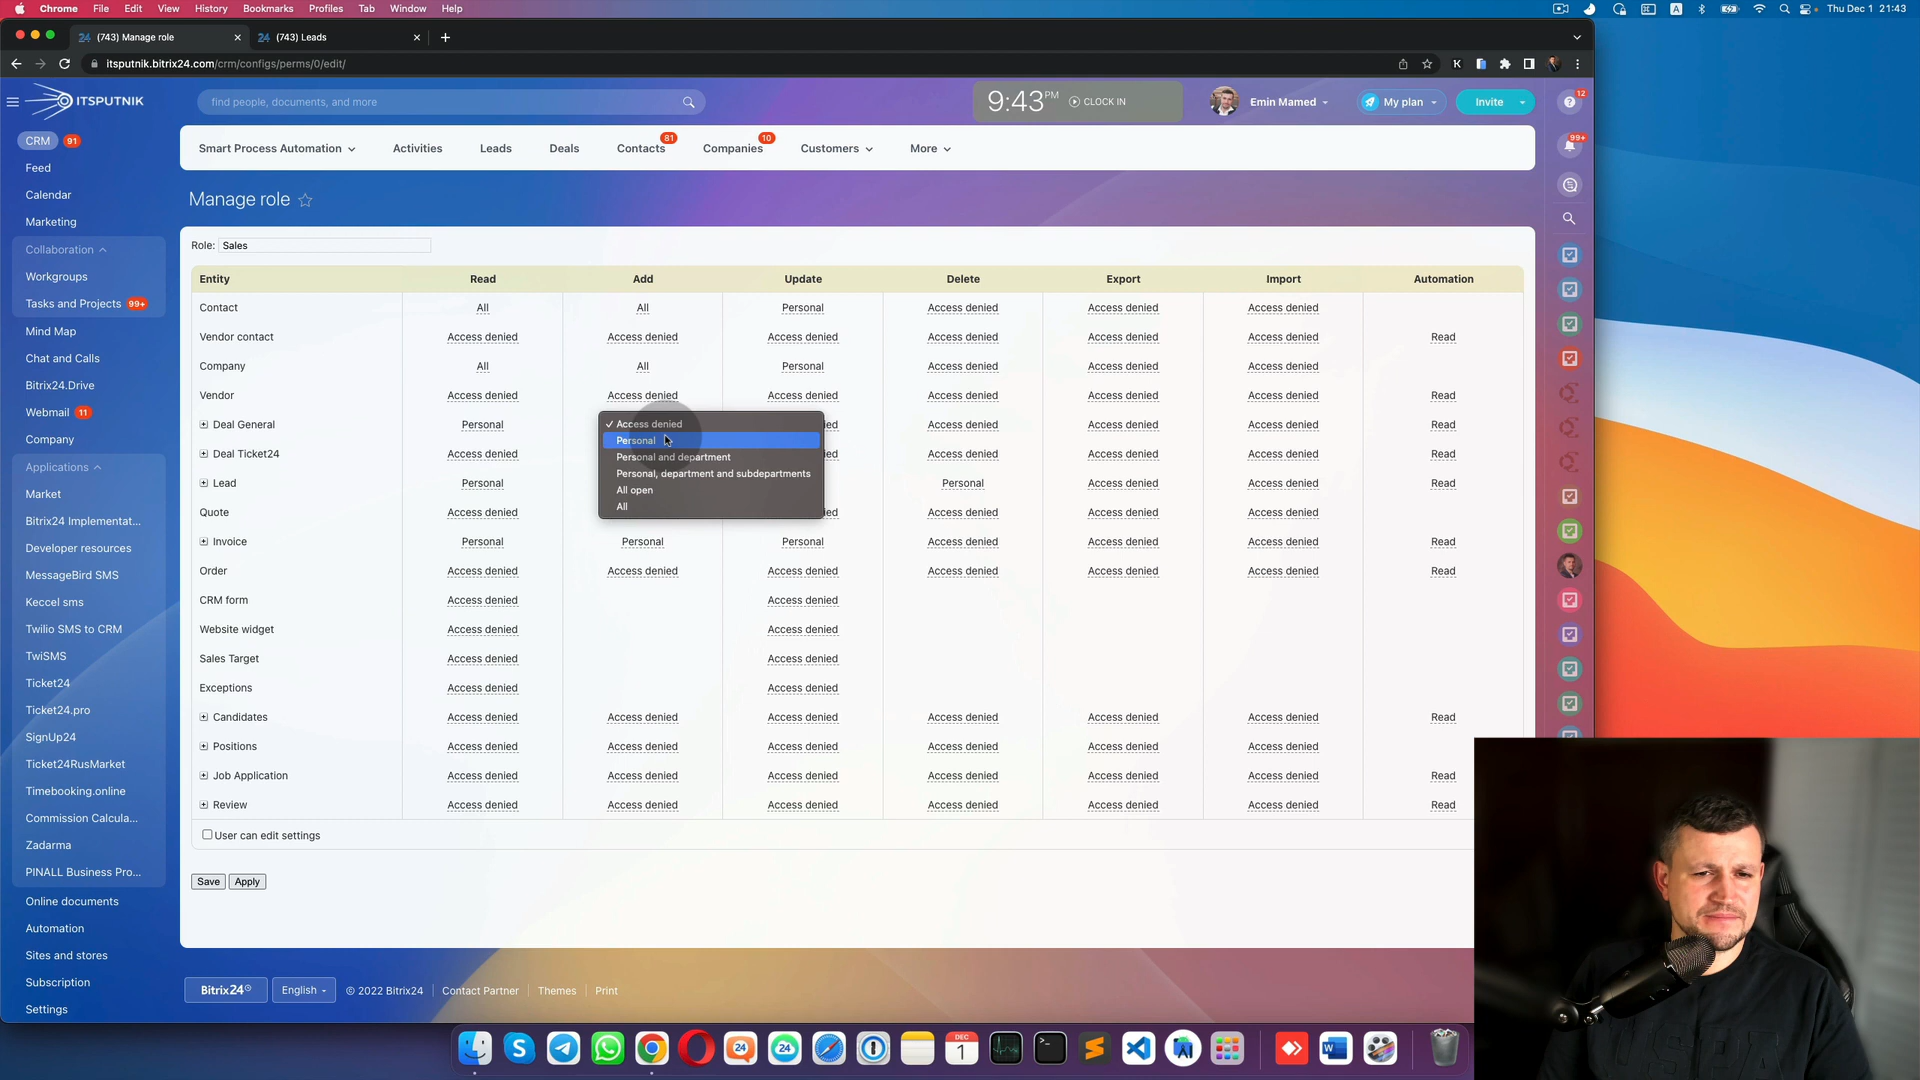 Chrome File Edit View History Bookmarks Profiles Tab Window Help A Thu Dec 1 21:43
24 (743) Manage role 24 (743) Leads
itsputnik.bitrix24.com/crm/configs/perms/0/edit/
ITSPUTNIK find people, documents, and more 9:43 PM CLOCK IN Emin Mamed My plan Invite 12
CRM 91
Smart Process Automation Activities Leads Deals Contacts 81 Companies 10 Customers More 99+
Feed
Calendar
Marketing
Collaboration
Workgroups
Tasks and Projects 99+
Mind Map
Chat and Calls
Bitrix24.Drive
Webmail 11
Company
Applications
Market
Bitrix24 Implementat...
Developer resources
MessageBird SMS
Keccel sms
Twilio SMS to CRM
TwiSMS
Ticket24
Ticket24.pro
SignUp24
Ticket24RusMarket
Timebooking.online
Commission Calcula...
Zadarma
PINALL Business Pro...
Online documents
Automation
Sites and stores
Subscription
Settings
Manage role
Role: Sales
Entity Read Add Update Delete Export Import Automation
Contact All All Personal Access denied Access denied Access denied
Vendor contact Access denied Access denied Access denied Access denied Access denied Access denied Read
Company All All Personal Access denied Access denied Access denied
Vendor Access denied Access denied Access denied Access denied Access denied Access denied Read
Deal General Personal ied Access denied Access denied Access denied Read
Deal Ticket24 Access denied ied Access denied Access denied Access denied Read
Lead Personal Personal Access denied Access denied Read
Quote Access denied ied Access denied Access denied Access denied
Invoice Personal Personal Personal Access denied Access denied Access denied Read
Order Access denied Access denied Access denied Access denied Access denied Access denied Read
CRM form Access denied Access denied
Website widget Access denied Access denied
Sales Target Access denied Access denied
Exceptions Access denied Access denied
Candidates Access denied Access denied Access denied Access denied Access denied Access denied Read
Positions Access denied Access denied Access denied Access denied Access denied Access denied
Job Application Access denied Access denied Access denied Access denied Access denied Access denied Read
Review Access denied Access denied Access denied Access denied Access denied Access denied Read
Access denied
Personal
Personal and department
Personal, department and subdepartments
All open
All
User can edit settings
Save Apply
Bitrix24 English © 2022 Bitrix24 Contact Partner Themes Print
24 24 DEC 1